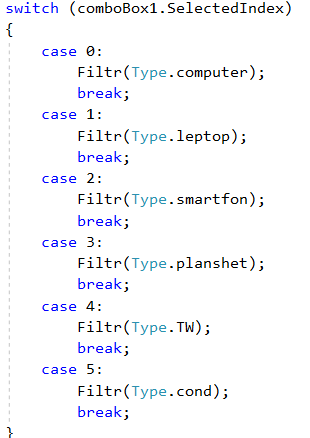 switch (comboBox1.SelectedIndex)
{
case 0:
Filtr(Type.computer);
break;
case 1:
Filtr(Type.leptop);
break;
case 2:
Filtr(Type.smartfon);
break;
case 3:
Filtr(Type.planshet);
break;
case 4:
Filtr(Type.TW);
break;
case 5:
Filtr(Type.cond);
break;
}